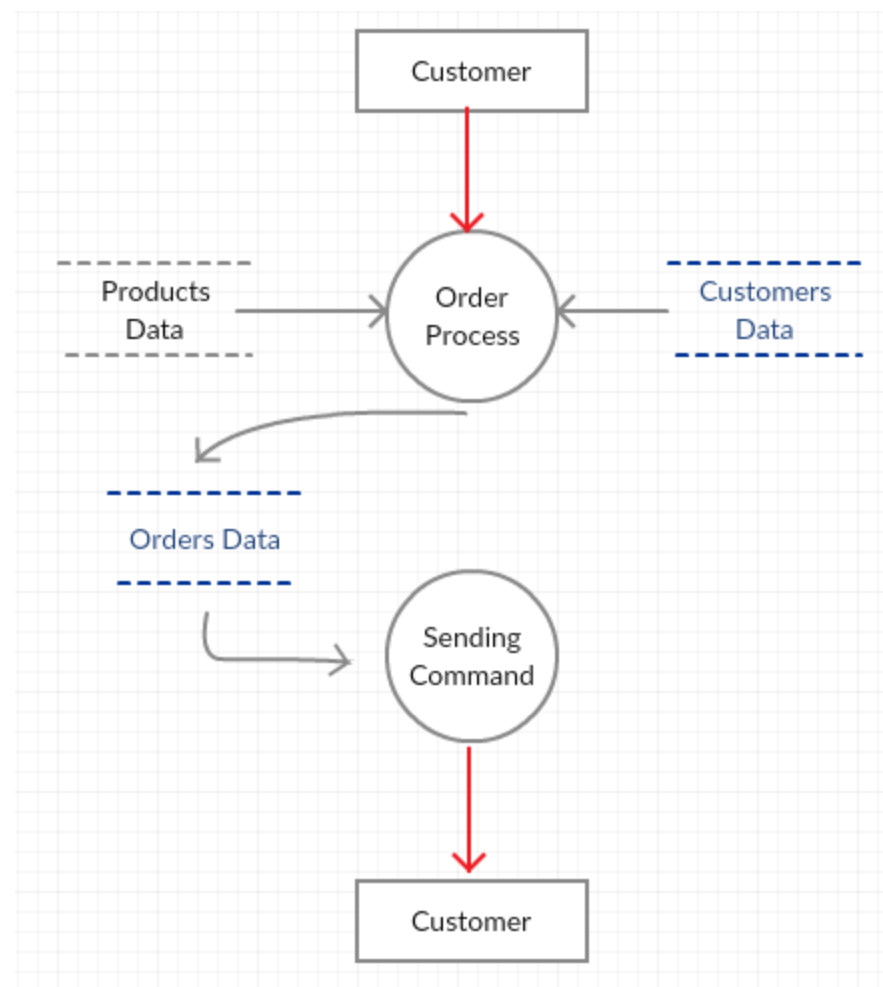 Customer
Order
Process
Products
Data
Customers
Data
Orders Data
Sending
Command
Customer